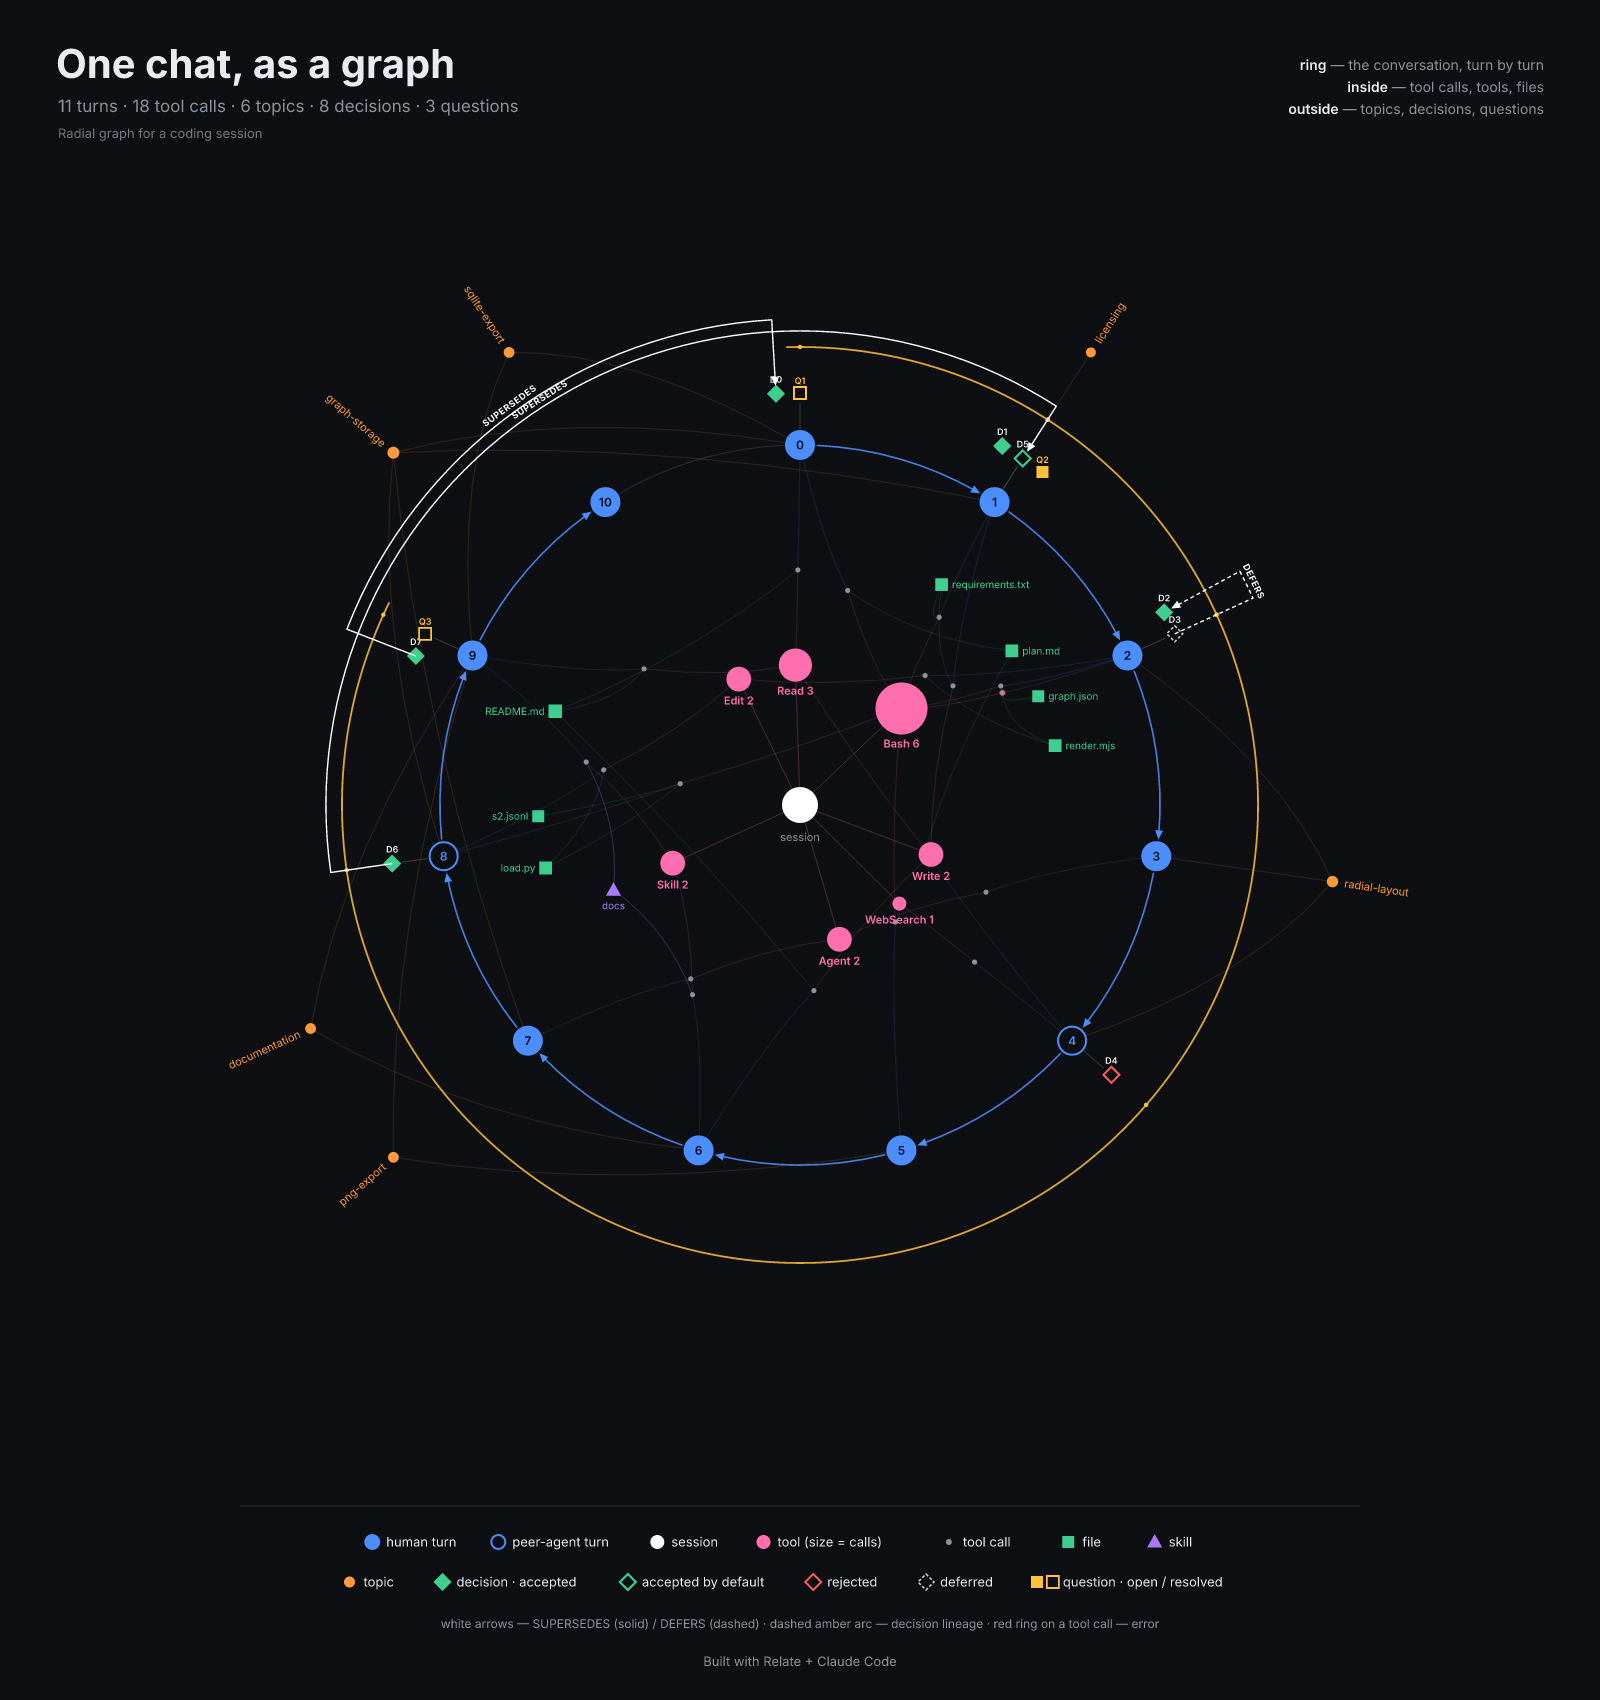 One chat, as a graph
11 turns · 18 tool calls · 6 topics · 8 decisions · 3 questions
Radial graph for a coding session
ring — the conversation, turn by turn
inside — tool calls, tools, files
outside — topics, decisions, questions
sqlite-export
licensing
graph-storage
SUPERSEDES
SUPERSEDES
D0
Q1
D1
D5
Q2
0
10
1
DEFERS
requirements.txt
D2
D3
Q3
D7
9
plan.md
2
Edit 2
Read 3
graph.json
README.md
Bash 6
render.mjs
s2.jsonl
session
D6
8
load.py
Skill 2
Write 2
3
radial-layout
docs
WebSearch 1
Agent 2
documentation
7
4
D4
6
5
png-export
human turn
peer-agent turn
session
tool (size = calls)
tool call
file
skill
topic
decision · accepted
accepted by default
rejected
deferred
question · open / resolved
white arrows — SUPERSEDES (solid) / DEFERS (dashed) · dashed amber arc — decision lineage · red ring on a tool call — error
Built with Relate + Claude Code